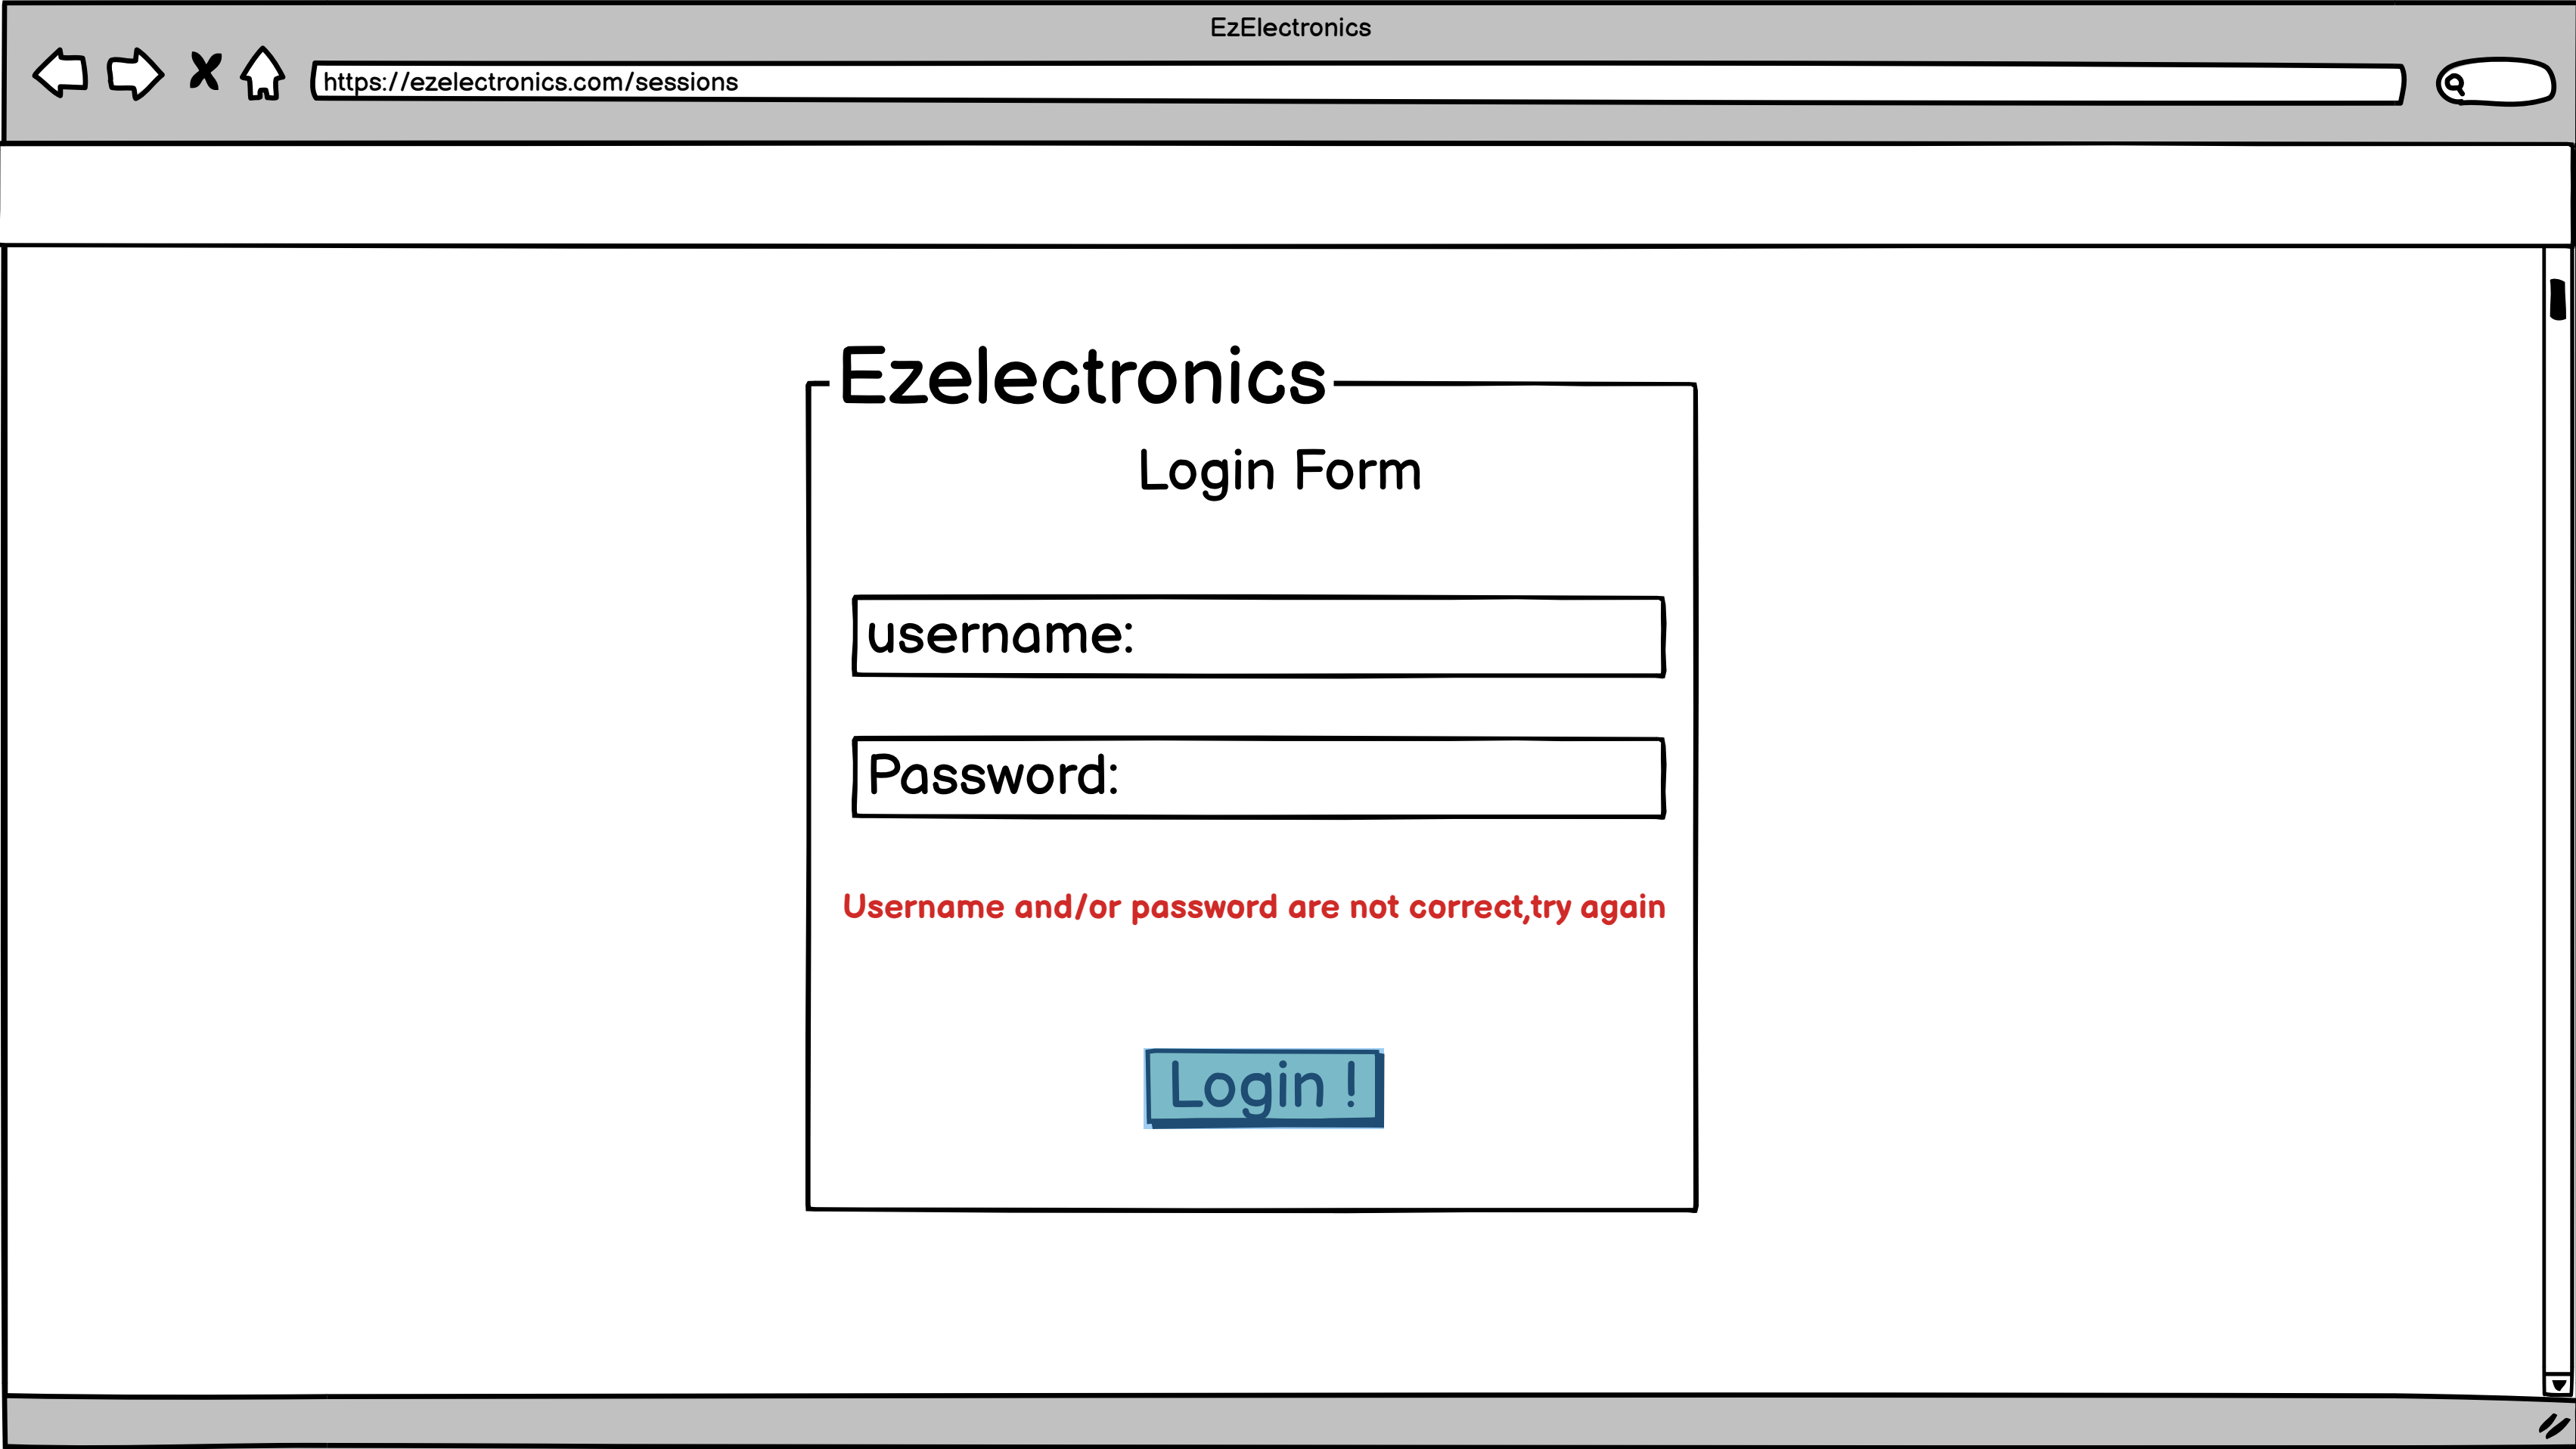 EzElectronics
https://ezelectronics.com/sessions
Ezelectronics
Login Form
username:
Password:
Username and/or password are not correct,try again
Login !